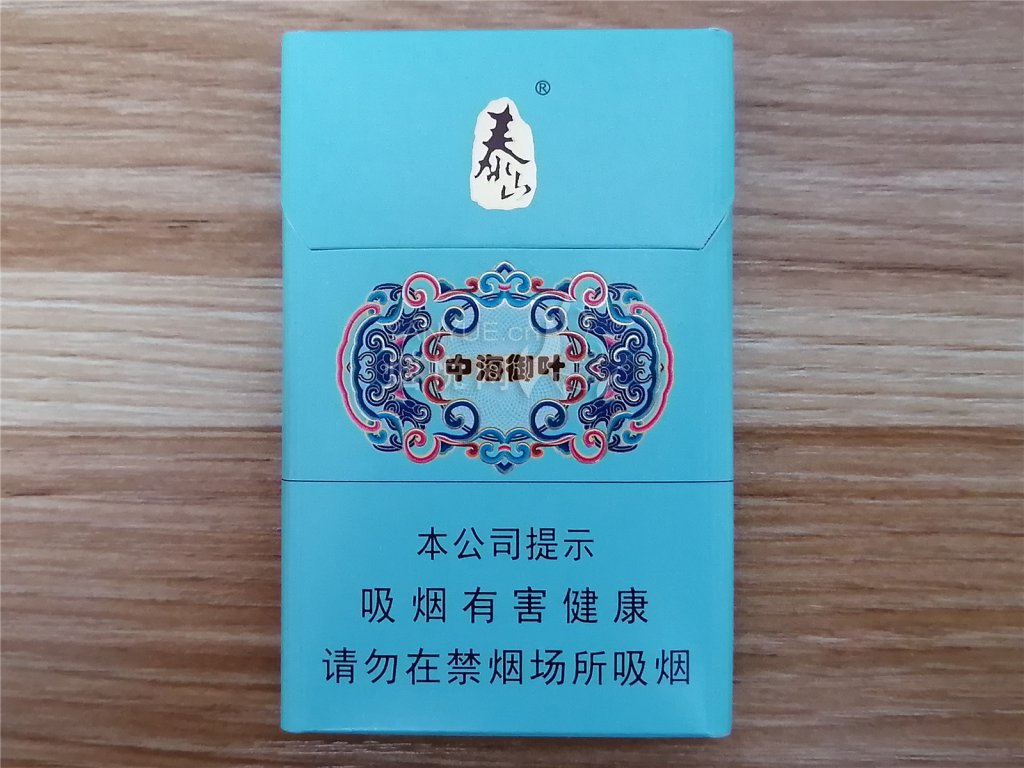 泰山
®
中海御叶
本公司提示
吸烟有害健康
请勿在禁烟场所吸烟